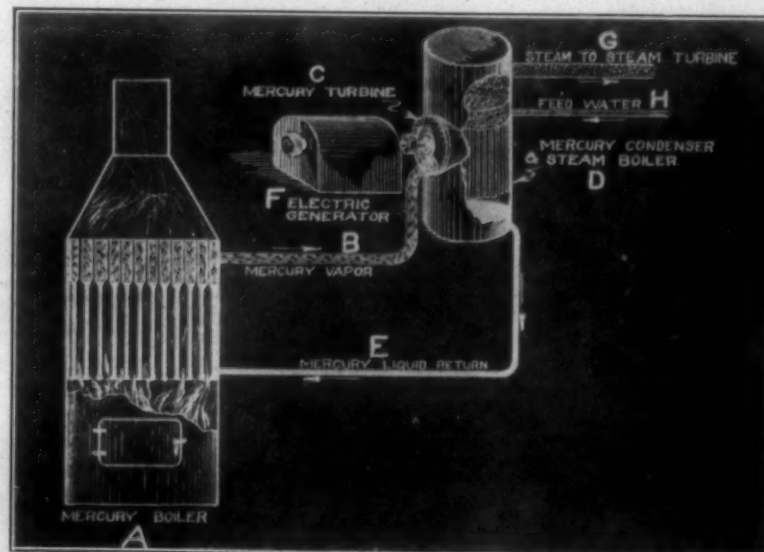 G
STEAM TO STEAM TURBINE
C
MERCURY TURBINE
FEED WATER H
MERCURY CONDENSER
& STEAM BOILER
D
F ELECTRIC
GENERATOR
B
MERCURY VAPOR
E
MERCURY LIQUID RETURN
MERCURY BOILER
A